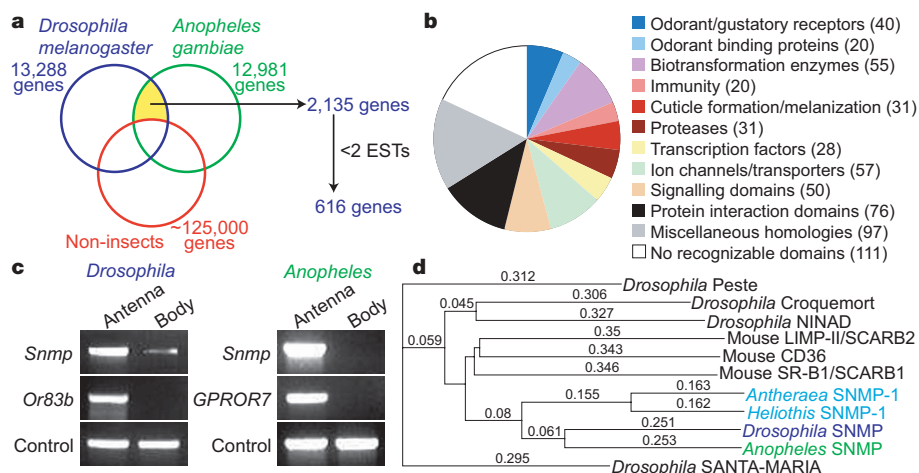 a
Drosophila melanogaster
13,288 genes
Anopheles gambiae
12,981 genes
2,135 genes
<2 ESTs
616 genes
Non-insects
~125,000 genes
b
Odorant/gustatory receptors (40)
Odorant binding proteins (20)
Biotransformation enzymes (55)
Immunity (20)
Cuticle formation/melanization (31)
Proteases (31)
Transcription factors (28)
Ion channels/transporters (57)
Signalling domains (50)
Protein interaction domains (76)
Miscellaneous homologies (97)
No recognizable domains (111)
c
Drosophila
Antenna
Body
Snmp
Or83b
Control
Anopheles
Antenna
Body
Snmp
GPROR7
Control
d
0.312
Drosophila Peste
0.045
0.306
Drosophila Croquemort
0.327
Drosophila NINAD
0.059
0.35
Mouse LIMP-II/SCARB2
0.343
Mouse CD36
0.346
Mouse SR-B1/SCARB1
0.155
0.163
Antheraea SNMP-1
0.162
Heliothis SNMP-1
0.08
0.061
0.251
Drosophila SNMP
0.253
Anopheles SNMP
0.295
Drosophila SANTA-MARIA